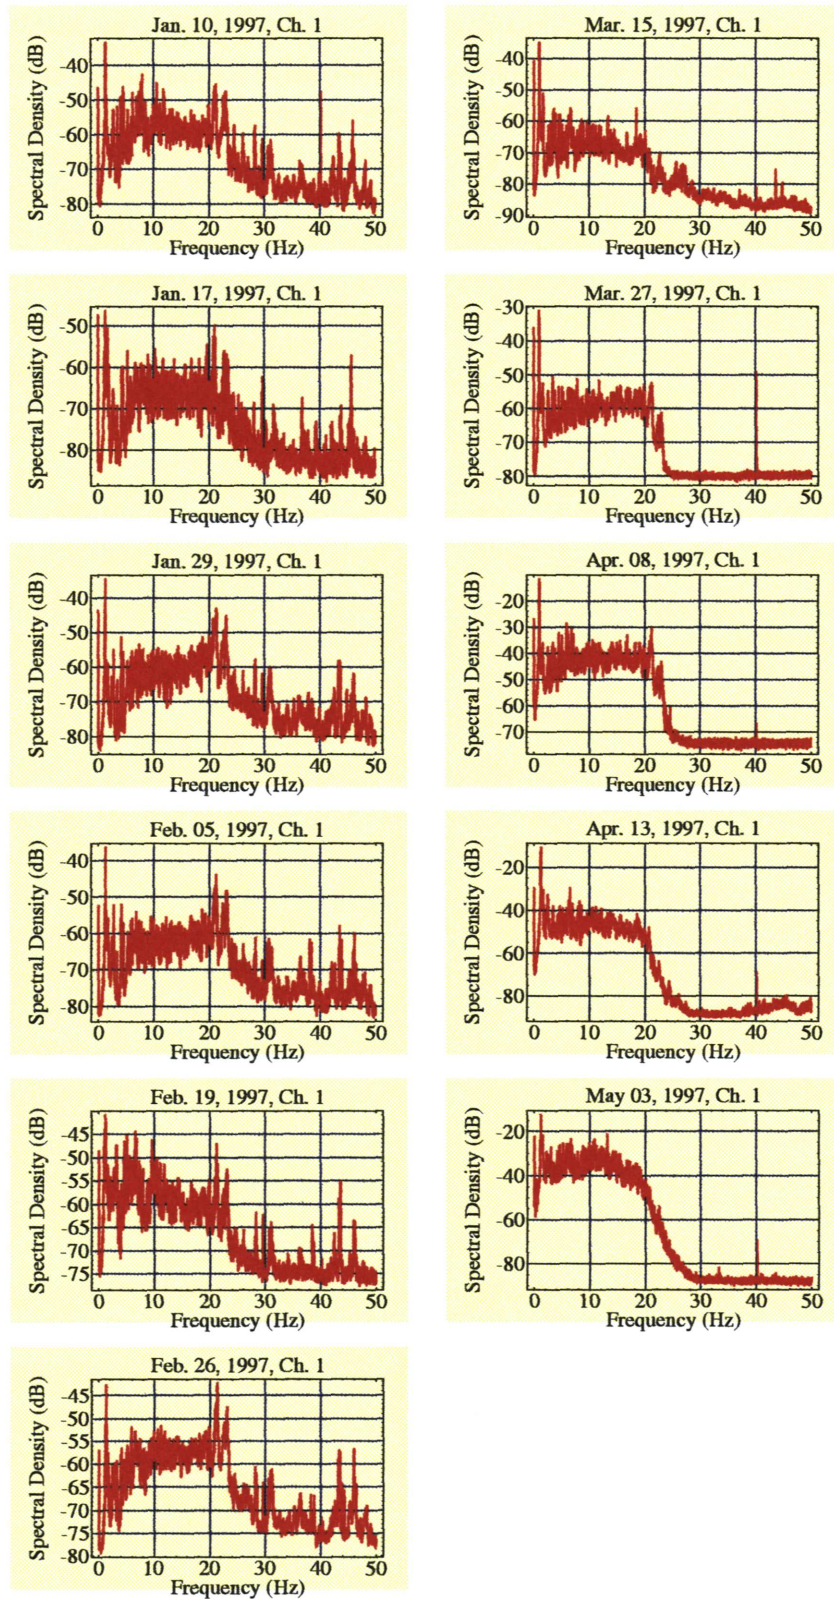 Jan. 10, 1997, Ch. 1
Spectral Density (dB)
-40
-50
-60
-70
-80
0 10 20 30 40 50
Frequency (Hz)
Jan. 17, 1997, Ch. 1
Spectral Density (dB)
-50
-60
-70
-80
0 10 20 30 40 50
Frequency (Hz)
Jan. 29, 1997, Ch. 1
Spectral Density (dB)
-40
-50
-60
-70
-80
0 10 20 30 40 50
Frequency (Hz)
Feb. 05, 1997, Ch. 1
Spectral Density (dB)
-40
-50
-60
-70
-80
0 10 20 30 40 50
Frequency (Hz)
Feb. 19, 1997, Ch. 1
Spectral Density (dB)
-45
-50
-55
-60
-65
-70
-75
0 10 20 30 40 50
Frequency (Hz)
Feb. 26, 1997, Ch. 1
Spectral Density (dB)
-45
-50
-55
-60
-65
-70
-75
-80
0 10 20 30 40 50
Frequency (Hz)
Mar. 15, 1997, Ch. 1
Spectral Density (dB)
-40
-50
-60
-70
-80
-90
0 10 20 30 40 50
Frequency (Hz)
Mar. 27, 1997, Ch. 1
Spectral Density (dB)
-30
-40
-50
-60
-70
-80
0 10 20 30 40 50
Frequency (Hz)
Apr. 08, 1997, Ch. 1
Spectral Density (dB)
-20
-30
-40
-50
-60
-70
0 10 20 30 40 50
Frequency (Hz)
Apr. 13, 1997, Ch. 1
Spectral Density (dB)
-20
-40
-60
-80
0 10 20 30 40 50
Frequency (Hz)
May 03, 1997, Ch. 1
Spectral Density (dB)
-20
-40
-60
-80
0 10 20 30 40 50
Frequency (Hz)